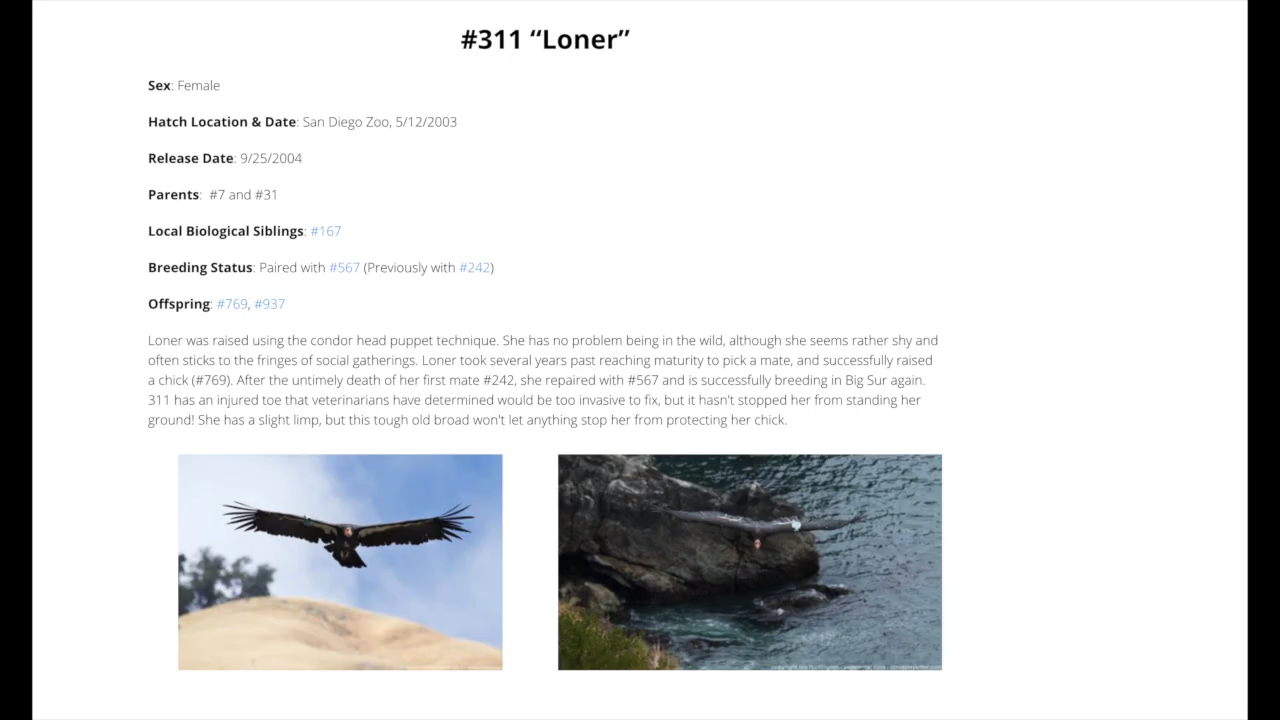 #311 “Loner”
Sex: Female
Hatch Location & Date: San Diego Zoo, 5/12/2003
Release Date: 9/25/2004
Parents:  #7 and #31
Local Biological Siblings: #167
Breeding Status: Paired with #567 (Previously with #242)
Offspring: #769, #937
Loner was raised using the condor head puppet technique. She has no problem being in the wild, although she seems rather shy and
often sticks to the fringes of social gatherings. Loner took several years past reaching maturity to pick a mate, and successfully raised
a chick (#769). After the untimely death of her first mate #242, she repaired with #567 and is successfully breeding in Big Sur again.
311 has an injured toe that veterinarians have determined would be too invasive to fix, but it hasn't stopped her from standing her
ground! She has a slight limp, but this tough old broad won't let anything stop her from protecting her chick.